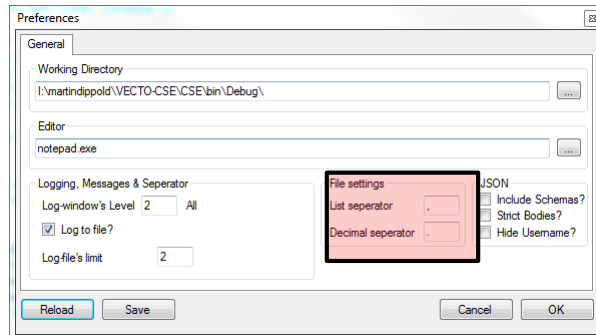 Preferences
General
Working Directory
I:\martindippold\VECTO-CSE\CSE\bin\Debug\
...
Editor
notepad.exe
...
Logging, Messages & Seperator
Log-window's Level 2 All
Log to file?
Log-file's limit 2
File settings
List seperator ,
Decimal seperator .
JSON
Include Schemas?
Strict Bodies?
Hide Username?
Reload Save Cancel OK